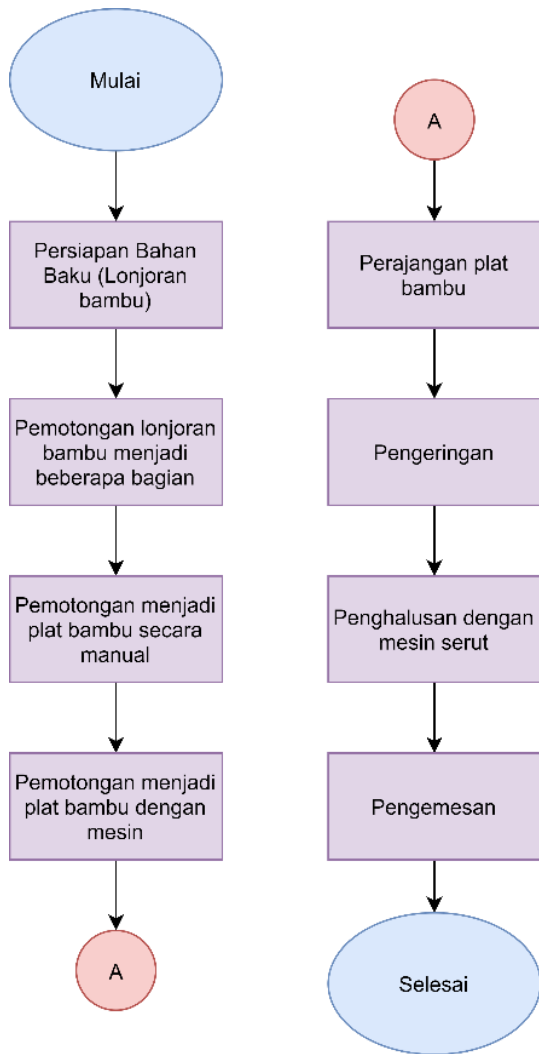 Mulai
Persiapan Bahan
Baku (Lonjoran
bambu)
Pemotongan lonjoran
bambu menjadi
beberapa bagian
Pemotongan menjadi
plat bambu secara
manual
Pemotongan menjadi
plat bambu dengan
mesin
A
A
Perajangan plat
bambu
Pengeringan
Penghalusan dengan
mesin serut
Pengemesan
Selesai